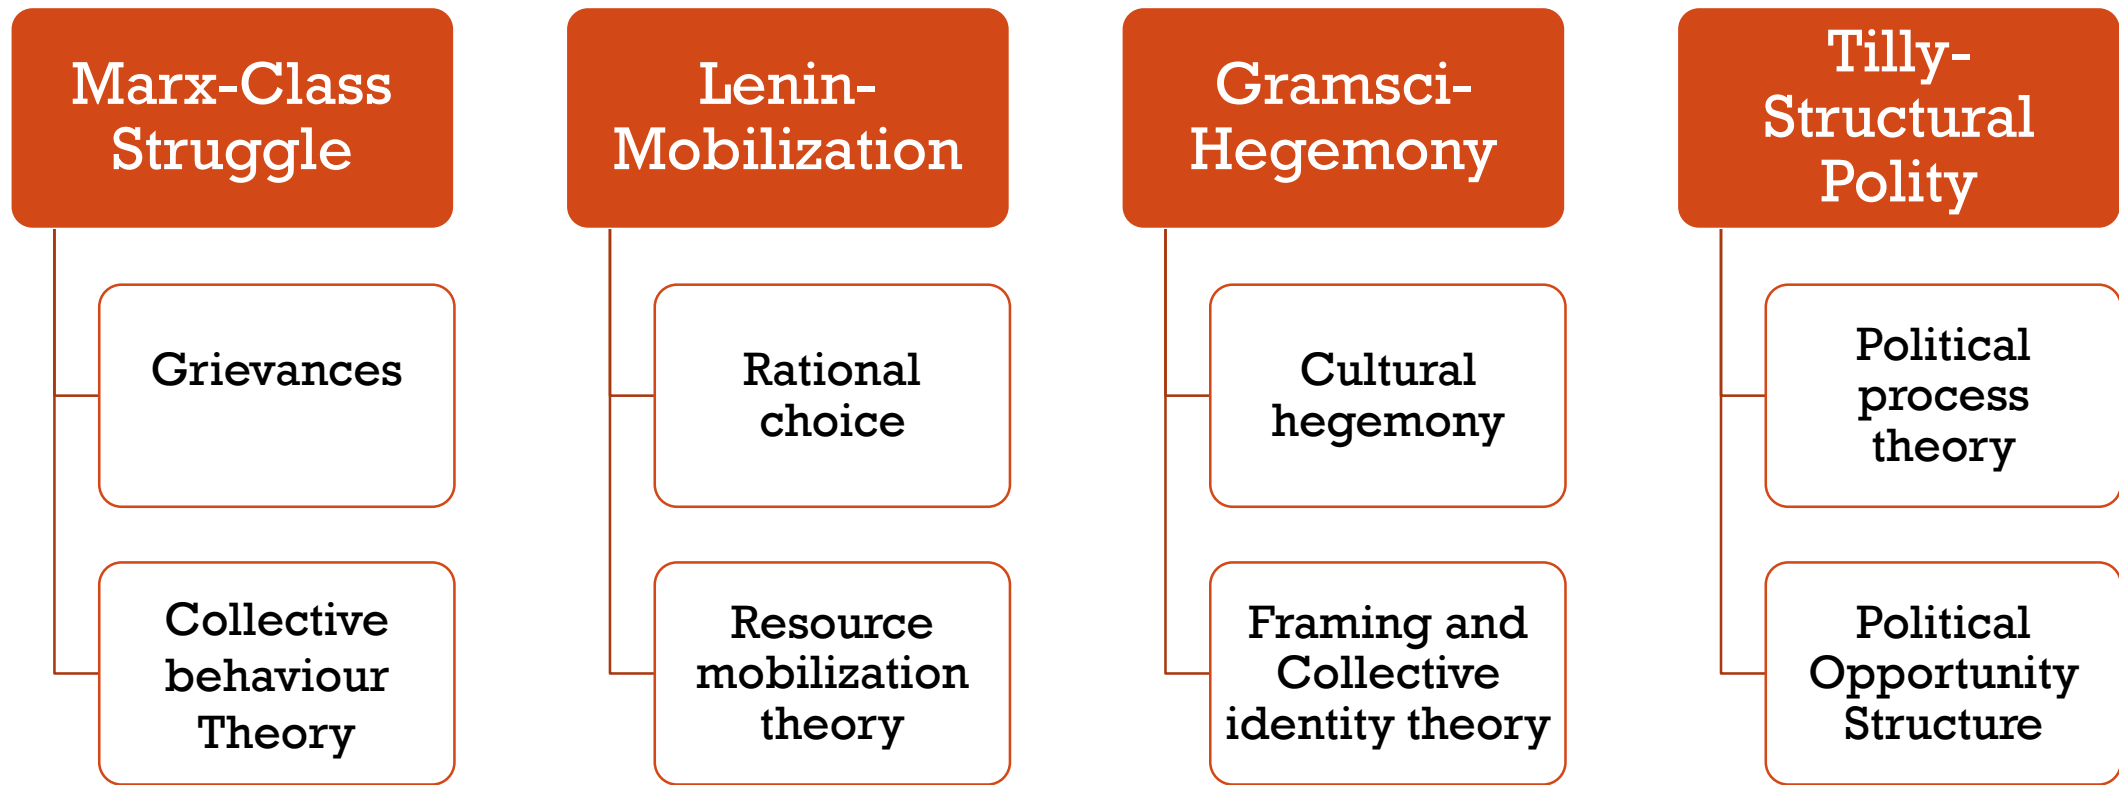 Marx-Class
Struggle
Grievances
Collective
behaviour
Theory
Lenin-
Mobilization
Rational
choice
Resource
mobilization
theory
Gramsci-
Hegemony
Cultural
hegemony
Framing and
Collective
identity theory
Tilly-
Structural
Polity
Political
process
theory
Political
Opportunity
Structure